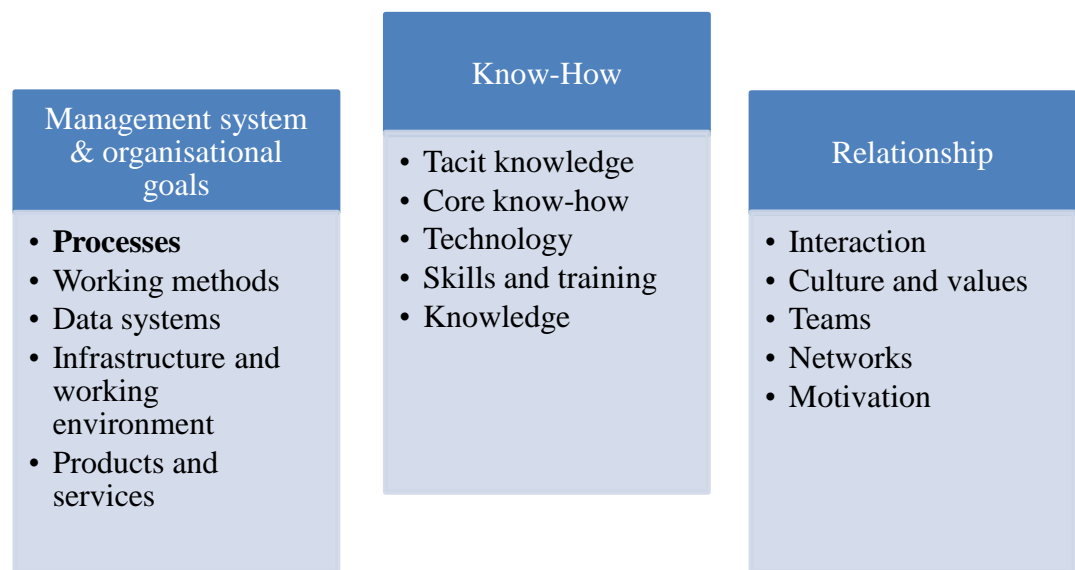 Management system
& organisational
goals
• Processes
• Working methods
• Data systems
• Infrastructure and
working
environment
• Products and
services
Know-How
• Tacit knowledge
• Core know-how
• Technology
• Skills and training
• Knowledge
Relationship
• Interaction
• Culture and values
• Teams
• Networks
• Motivation